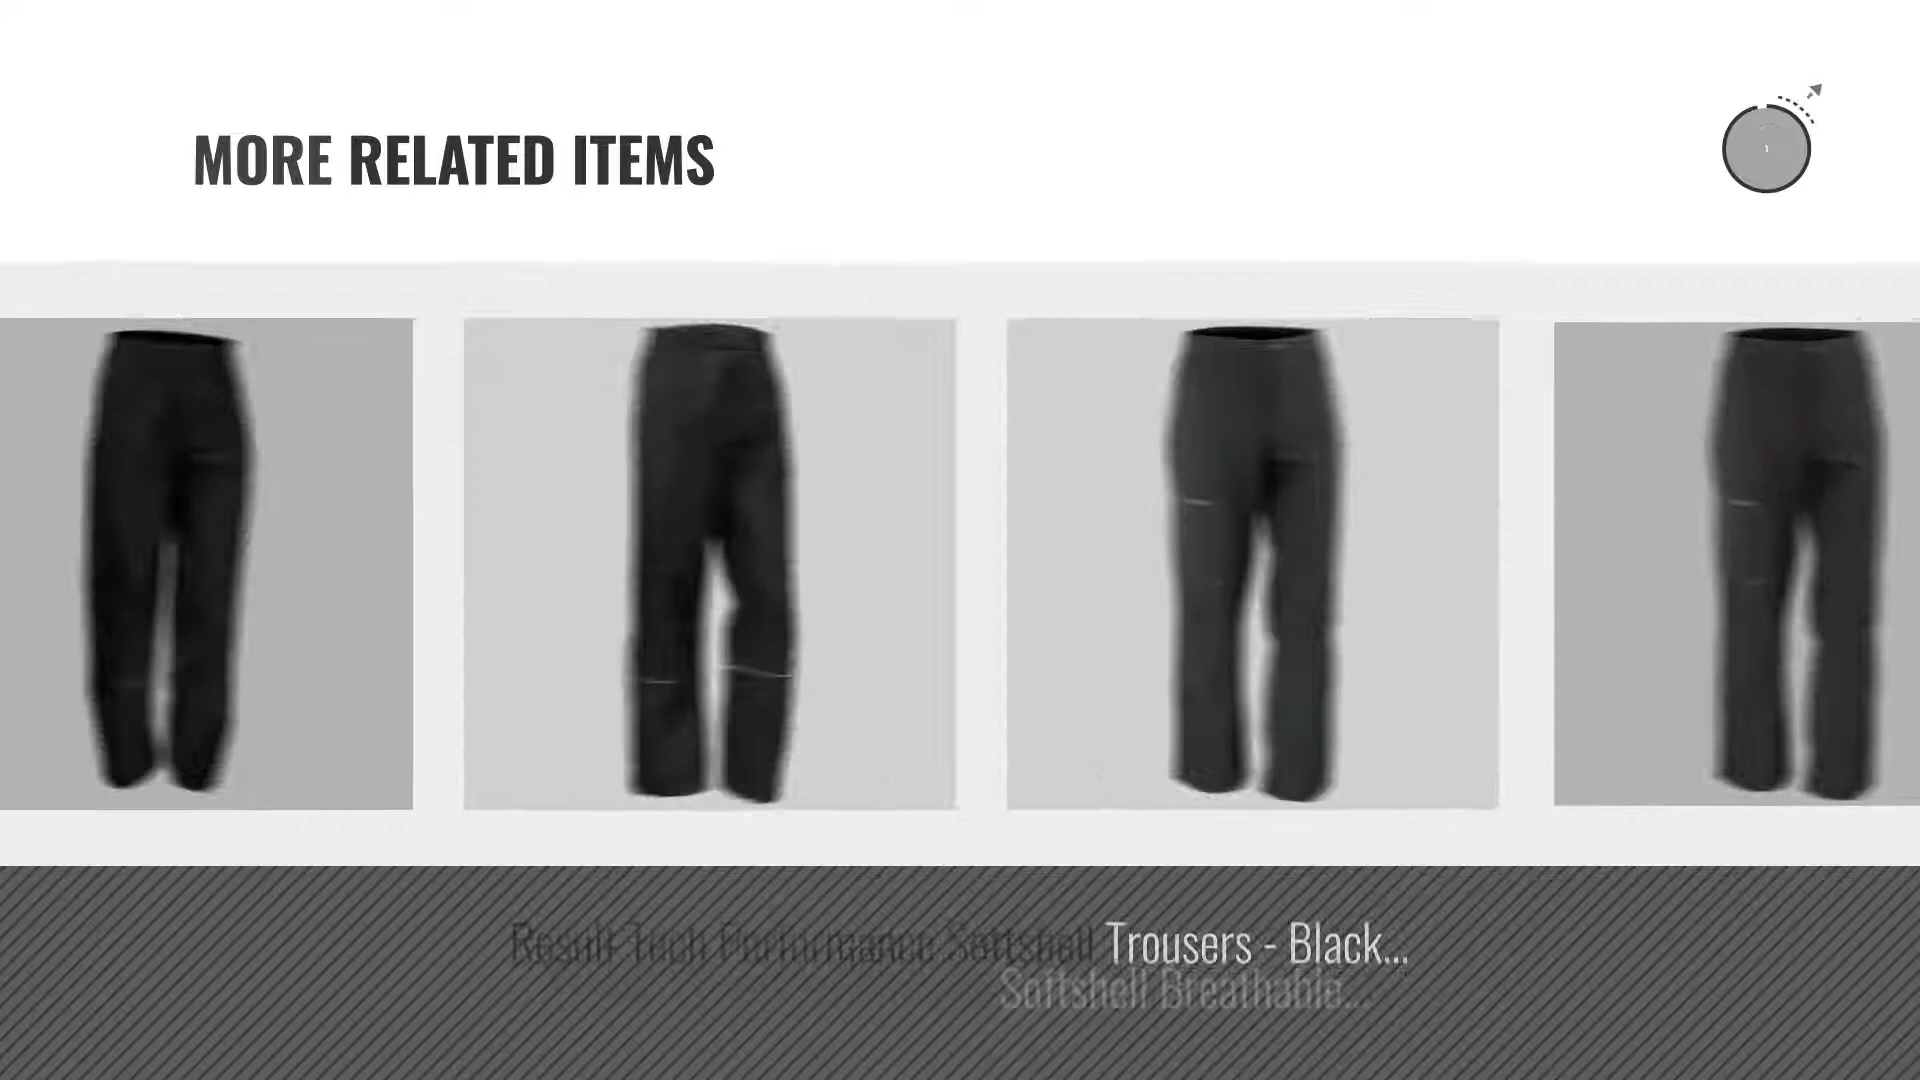 MORE RELATED ITEMS
Result Tech Performance Softshell Trousers - Black...
Softshell Breathable...